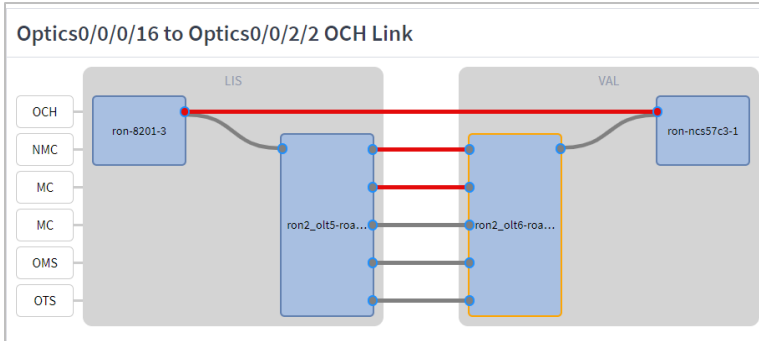 Optics0/0/0/16 to Optics0/0/2/2 OCH Link
LIS
VAL
OCH
ron-8201-3
ron-ncs57c3-1
NMC
MC
MC
ron2_olt5-roa...
ron2_olt6-roa...
OMS
OTS